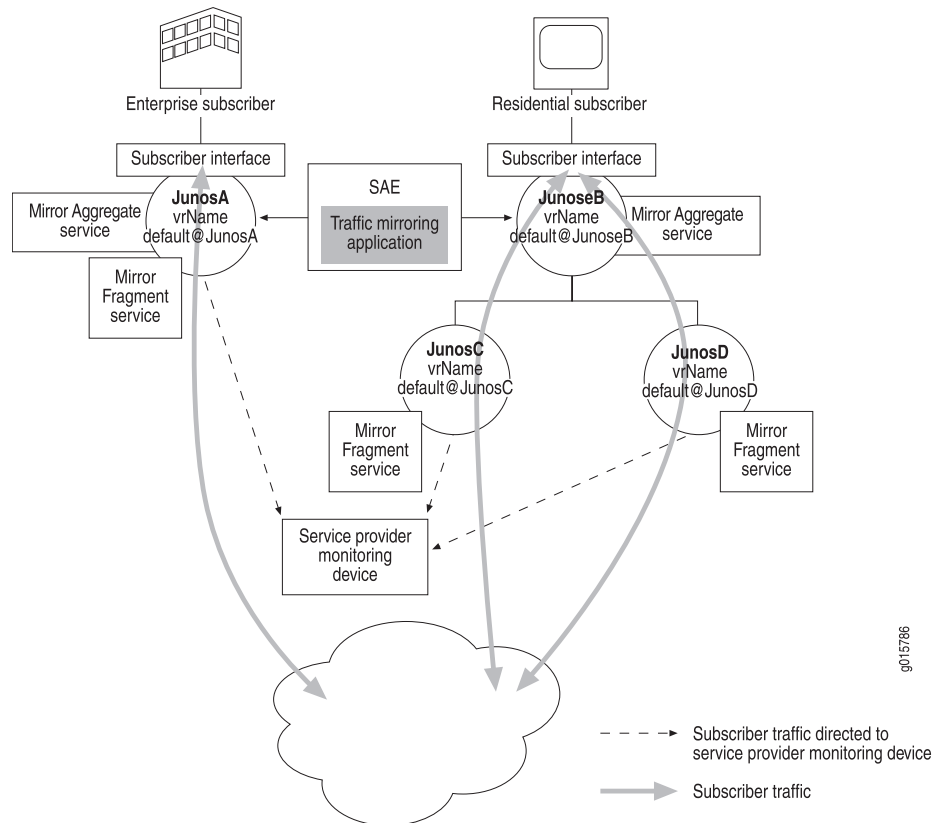 Enterprise subscriber
Residential subscriber
Subscriber interface
Subscriber interface
SAE
Traffic mirroring
application
JunosA
vrName
default@JunosA
Mirror Aggregate
service
Mirror
Fragment
service
JunoseB
vrName
default@JunoseB
Mirror Aggregate
service
JunosC
vrName
default@JunosC
Mirror
Fragment
service
JunosD
vrName
default@JunosD
Mirror
Fragment
service
Service provider
monitoring
device
g015786
Subscriber traffic directed to
service provider monitoring device
Subscriber traffic